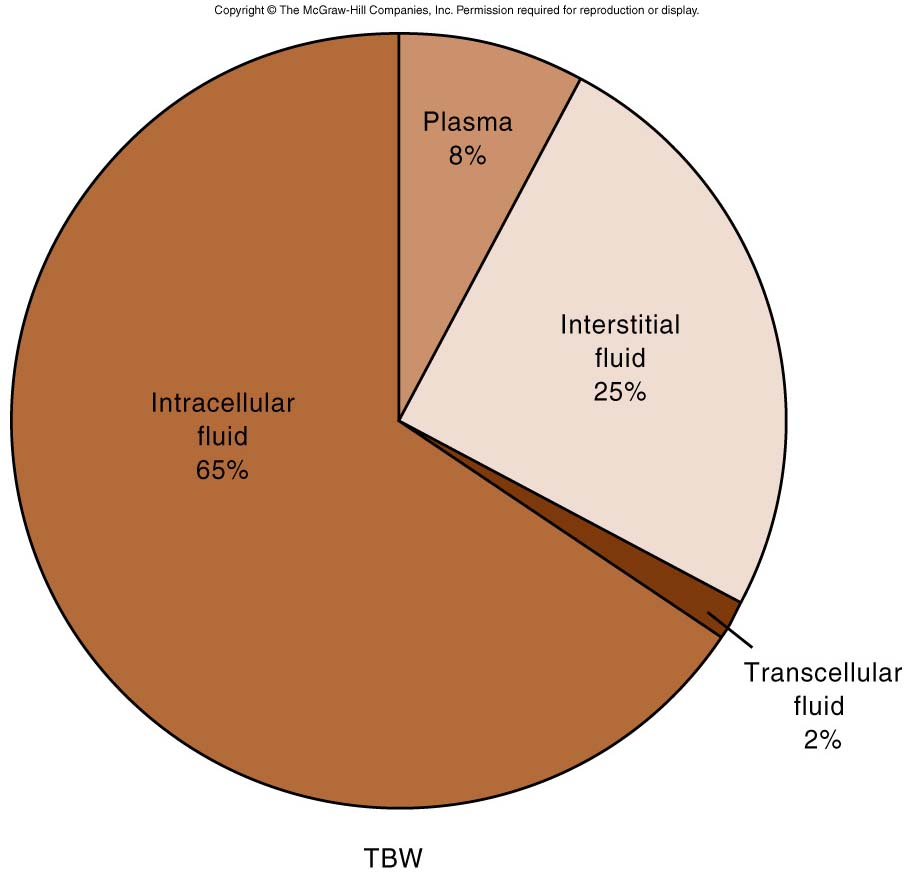 Copyright © The McGraw-Hill Companies, Inc. Permission required for reproduction or display.
Plasma
8%
Interstitial
fluid
25%
Intracellular
fluid
65%
Transcellular
fluid
2%
TBW